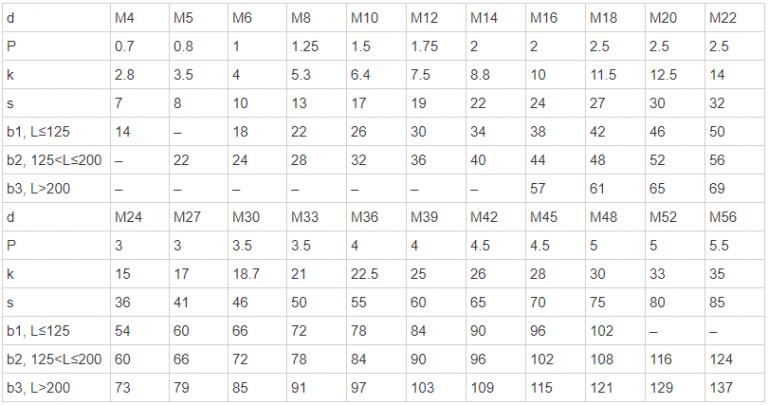 d M4 M5 M6 M8 M10 M12 M14 M16 M18 M20 M22
P 0.7 0.8 1 1.25 1.5 1.75 2 2 2.5 2.5 2.5
k 2.8 3.5 4 5.3 6.4 7.5 8.8 10 11.5 12.5 14
s 7 8 10 13 17 19 22 24 27 30 32
b1, L≤125 14 – 18 22 26 30 34 38 42 46 50
b2, 125<L≤200 – 22 24 28 32 36 40 44 48 52 56
b3, L>200 – – – – – – – 57 61 65 69
d M24 M27 M30 M33 M36 M39 M42 M45 M48 M52 M56
P 3 3 3.5 3.5 4 4 4.5 4.5 5 5 5.5
k 15 17 18.7 21 22.5 25 26 28 30 33 35
s 36 41 46 50 55 60 65 70 75 80 85
b1, L≤125 54 60 66 72 78 84 90 96 102 – –
b2, 125<L≤200 60 66 72 78 84 90 96 102 108 116 124
b3, L>200 73 79 85 91 97 103 109 115 121 129 137